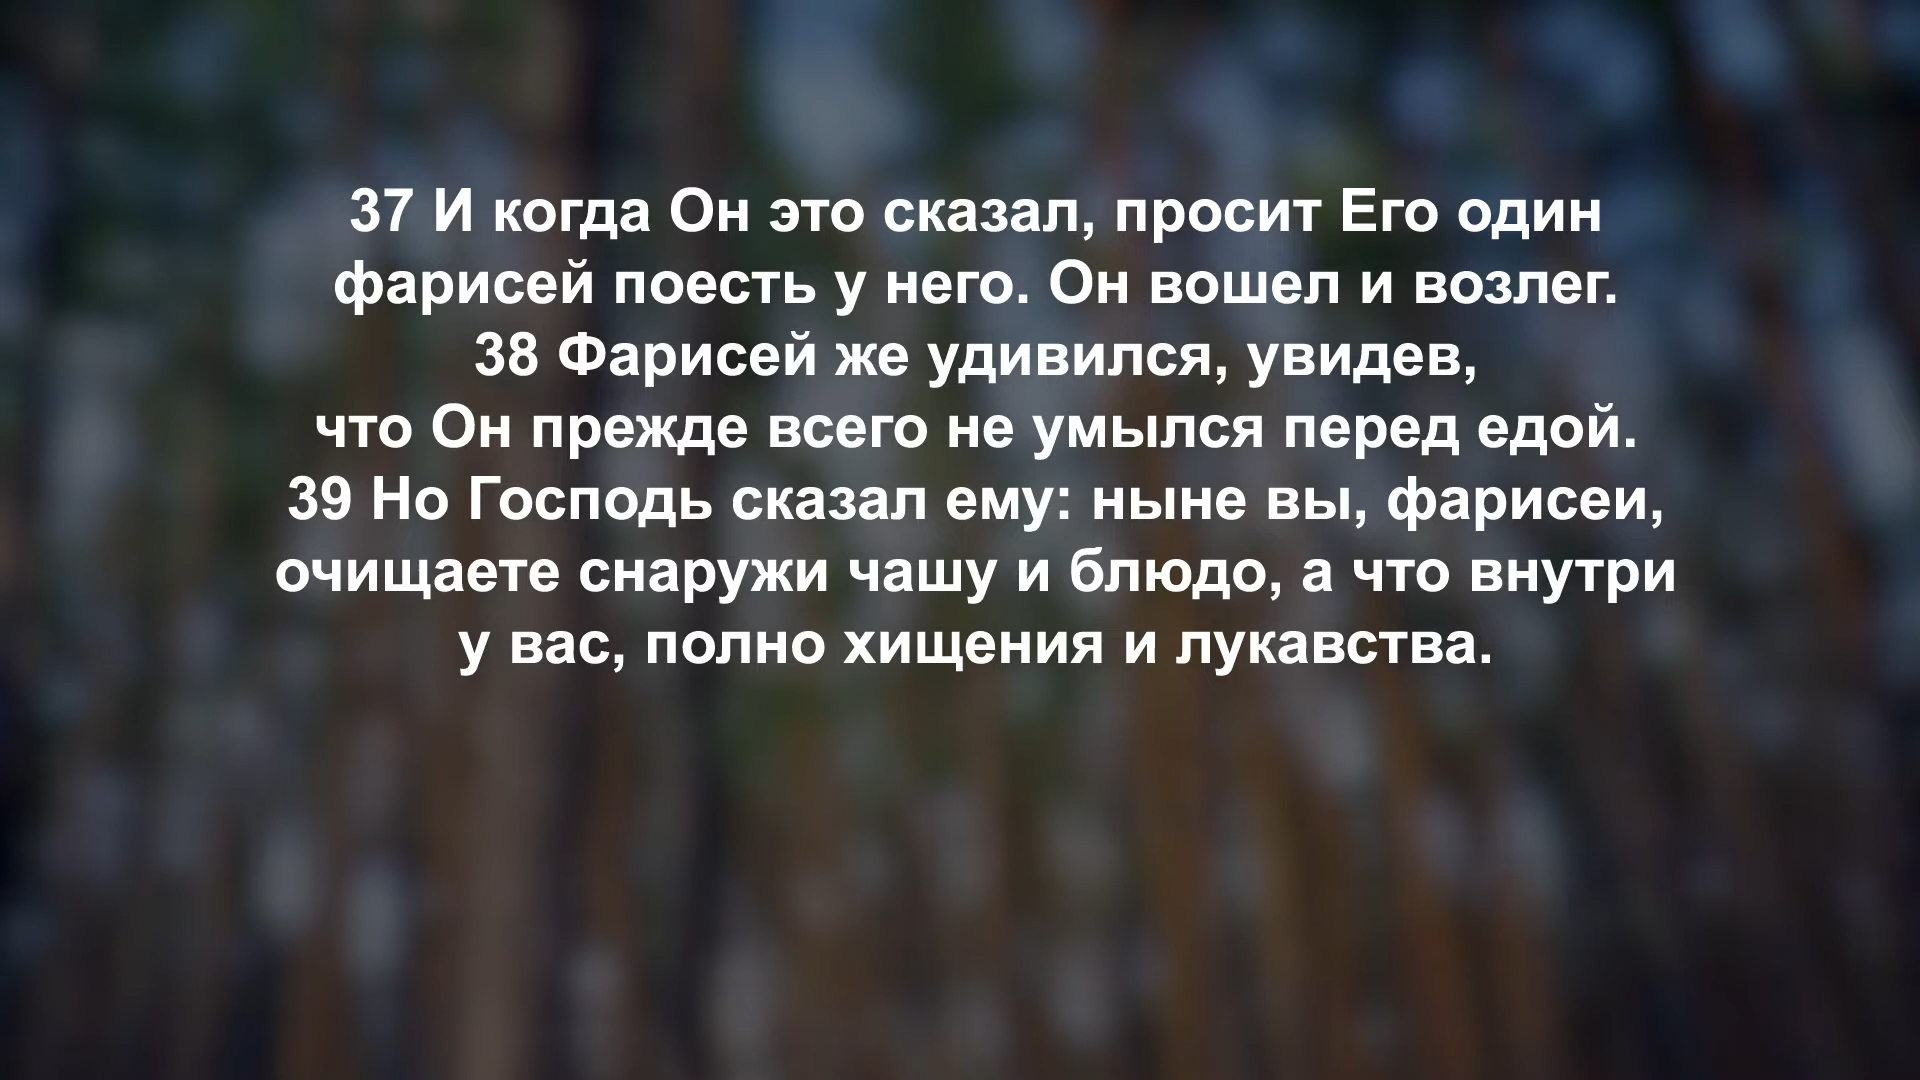 37 И когда Он это сказал, просит Его один
фарисей поесть у него. Он вошел и возлег.
38 Фарисей же удивился, увидев,
что Он прежде всего не умылся перед едой.
39 Но Господь сказал ему: ныне вы, фарисеи,
очищаете снаружи чашу и блюдо, а что внутри
у вас, полно хищения и лукавства.